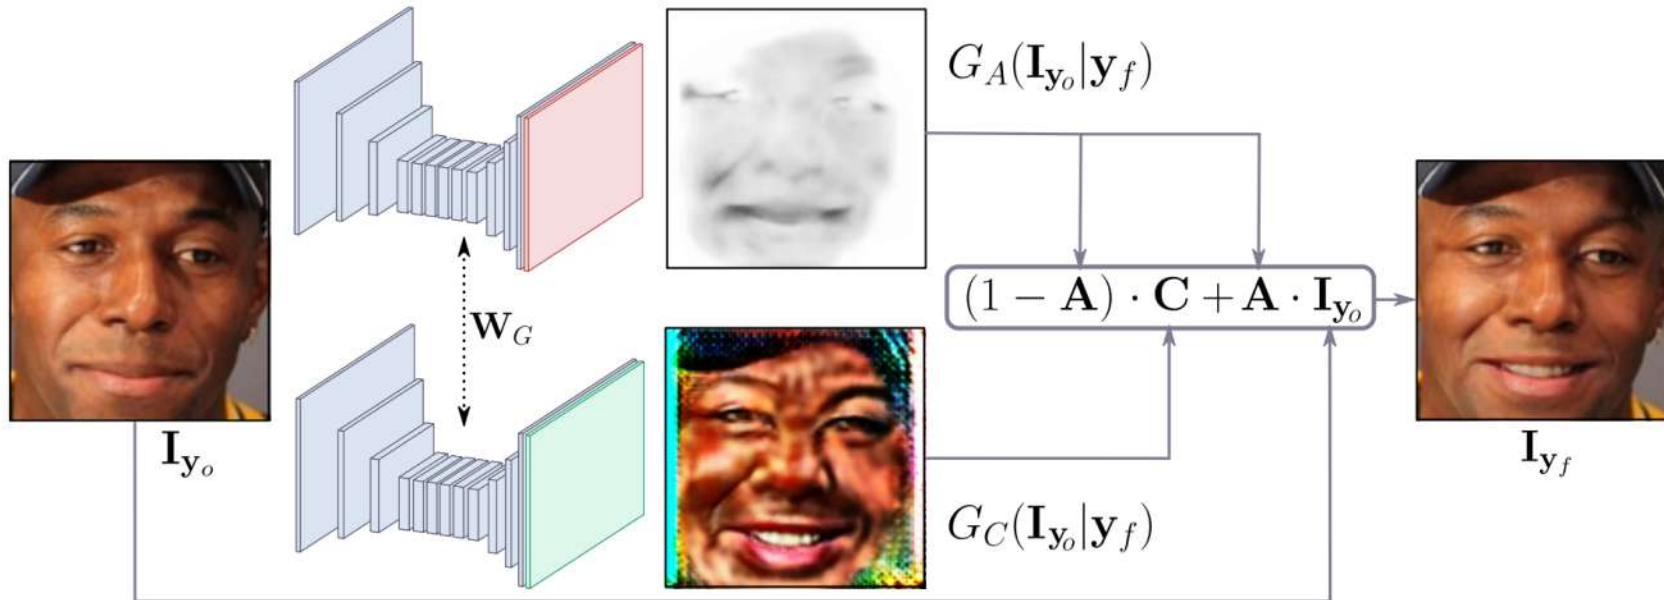 G_A(I_{y_o}|y_f)
(1 − A) · C + A · I_{y_o}
W_G
I_{y_o}
I_{y_f}
G_C(I_{y_o}|y_f)